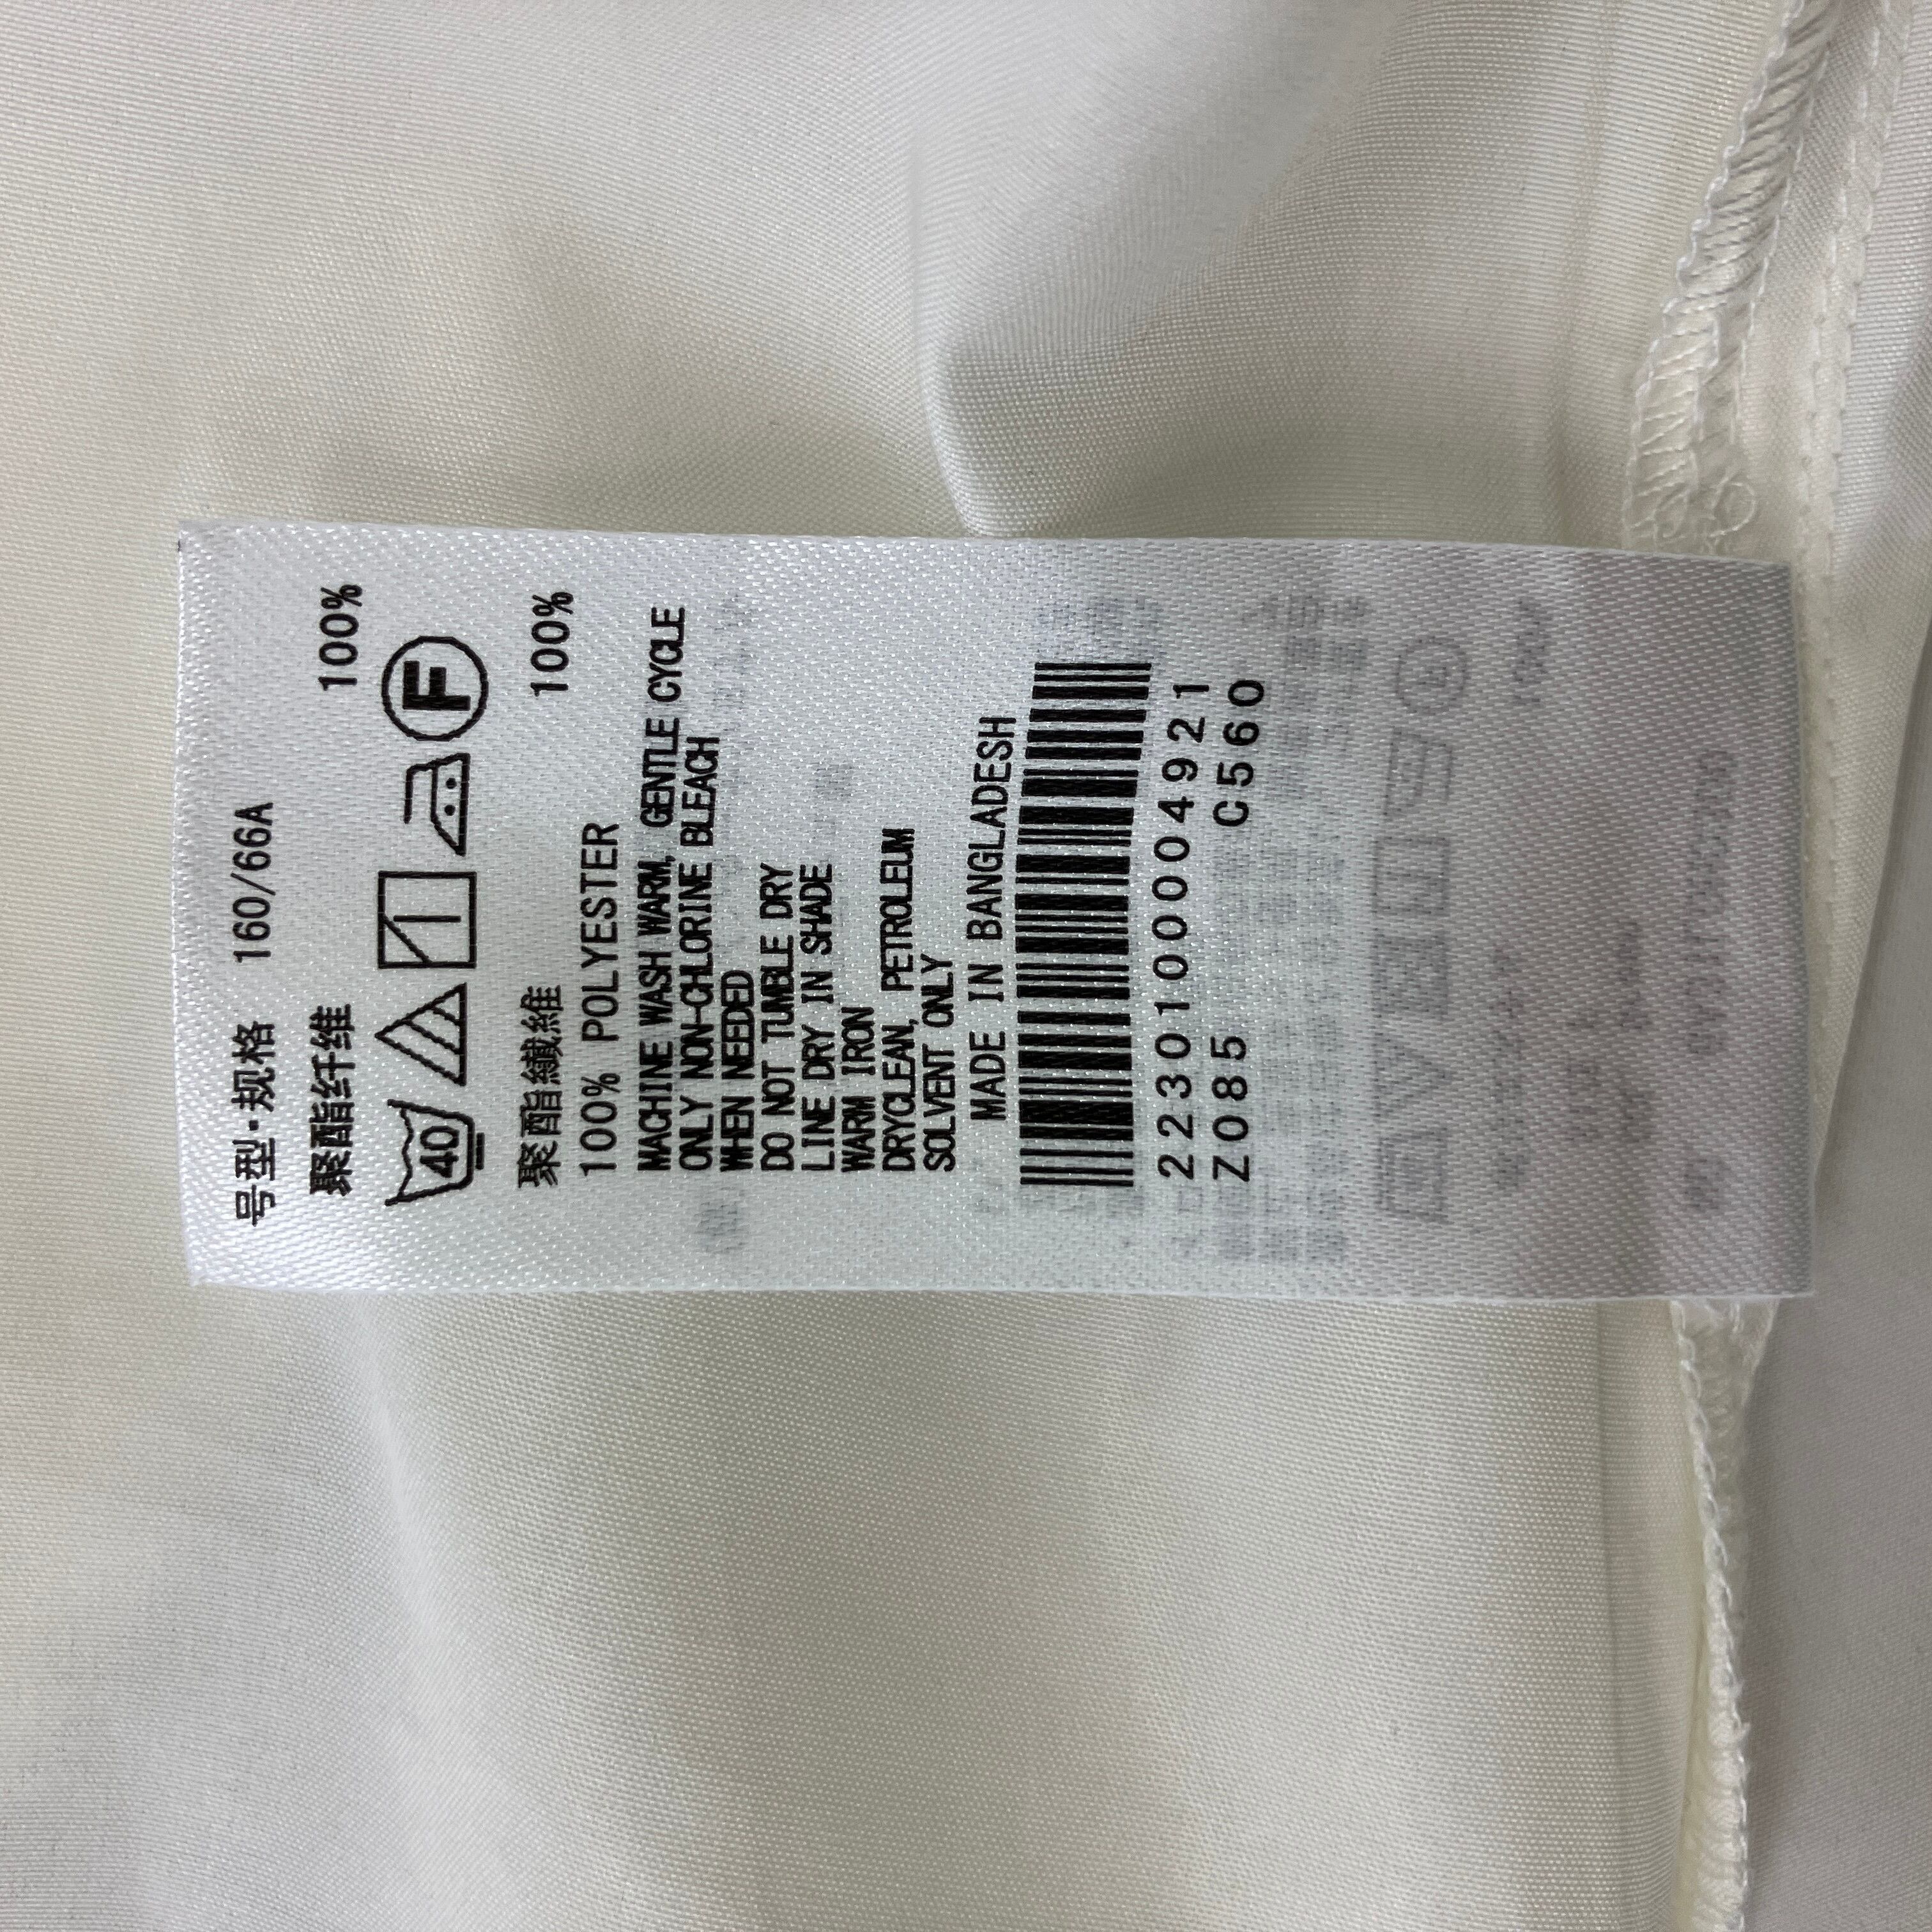 号型·规格 160/66A
聚酯纤维 100%
40 F
聚酯纖維 100%
100% POLYESTER
MACHINE WASH WARM, GENTLE CYCLE
ONLY NON-CHLORINE BLEACH
WHEN NEEDED
DO NOT TUMBLE DRY
LINE DRY IN SHADE
WARM IRON
DRYCLEAN, PETROLEUM
SOLVENT ONLY
MADE IN BANGLADESH
2230100004921
Z085 C560